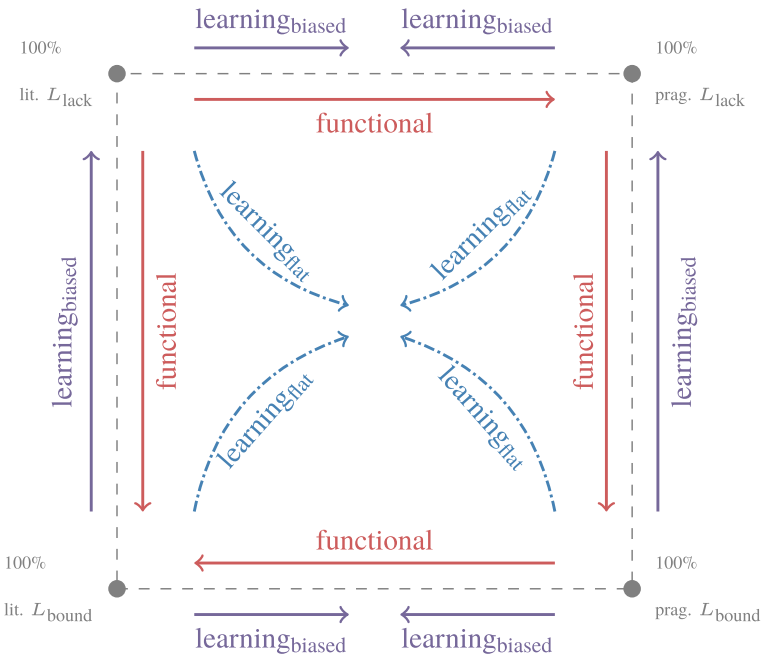 learning_biased learning_biased
100% 100%
lit. L_lack prag. L_lack
functional
learning_flat learning_flat
learning_biased functional functional learning_biased
learning_flat learning_flat
functional
100% 100%
lit. L_bound prag. L_bound
learning_biased learning_biased